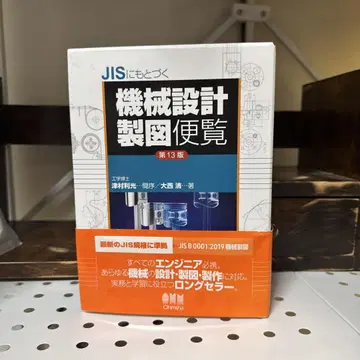 JISにもとづく
機械設計
製図便覧
第13版
工学博士
津村利光―閲序/大西 清―著
最新のJIS規格に準拠 JIS B 0001:2019 機械製図
すべてのエンジニア必携。
あらゆる機械の設計・製図・製作に対応。
実務と学習に役立つロングセラー。
Ohmsha